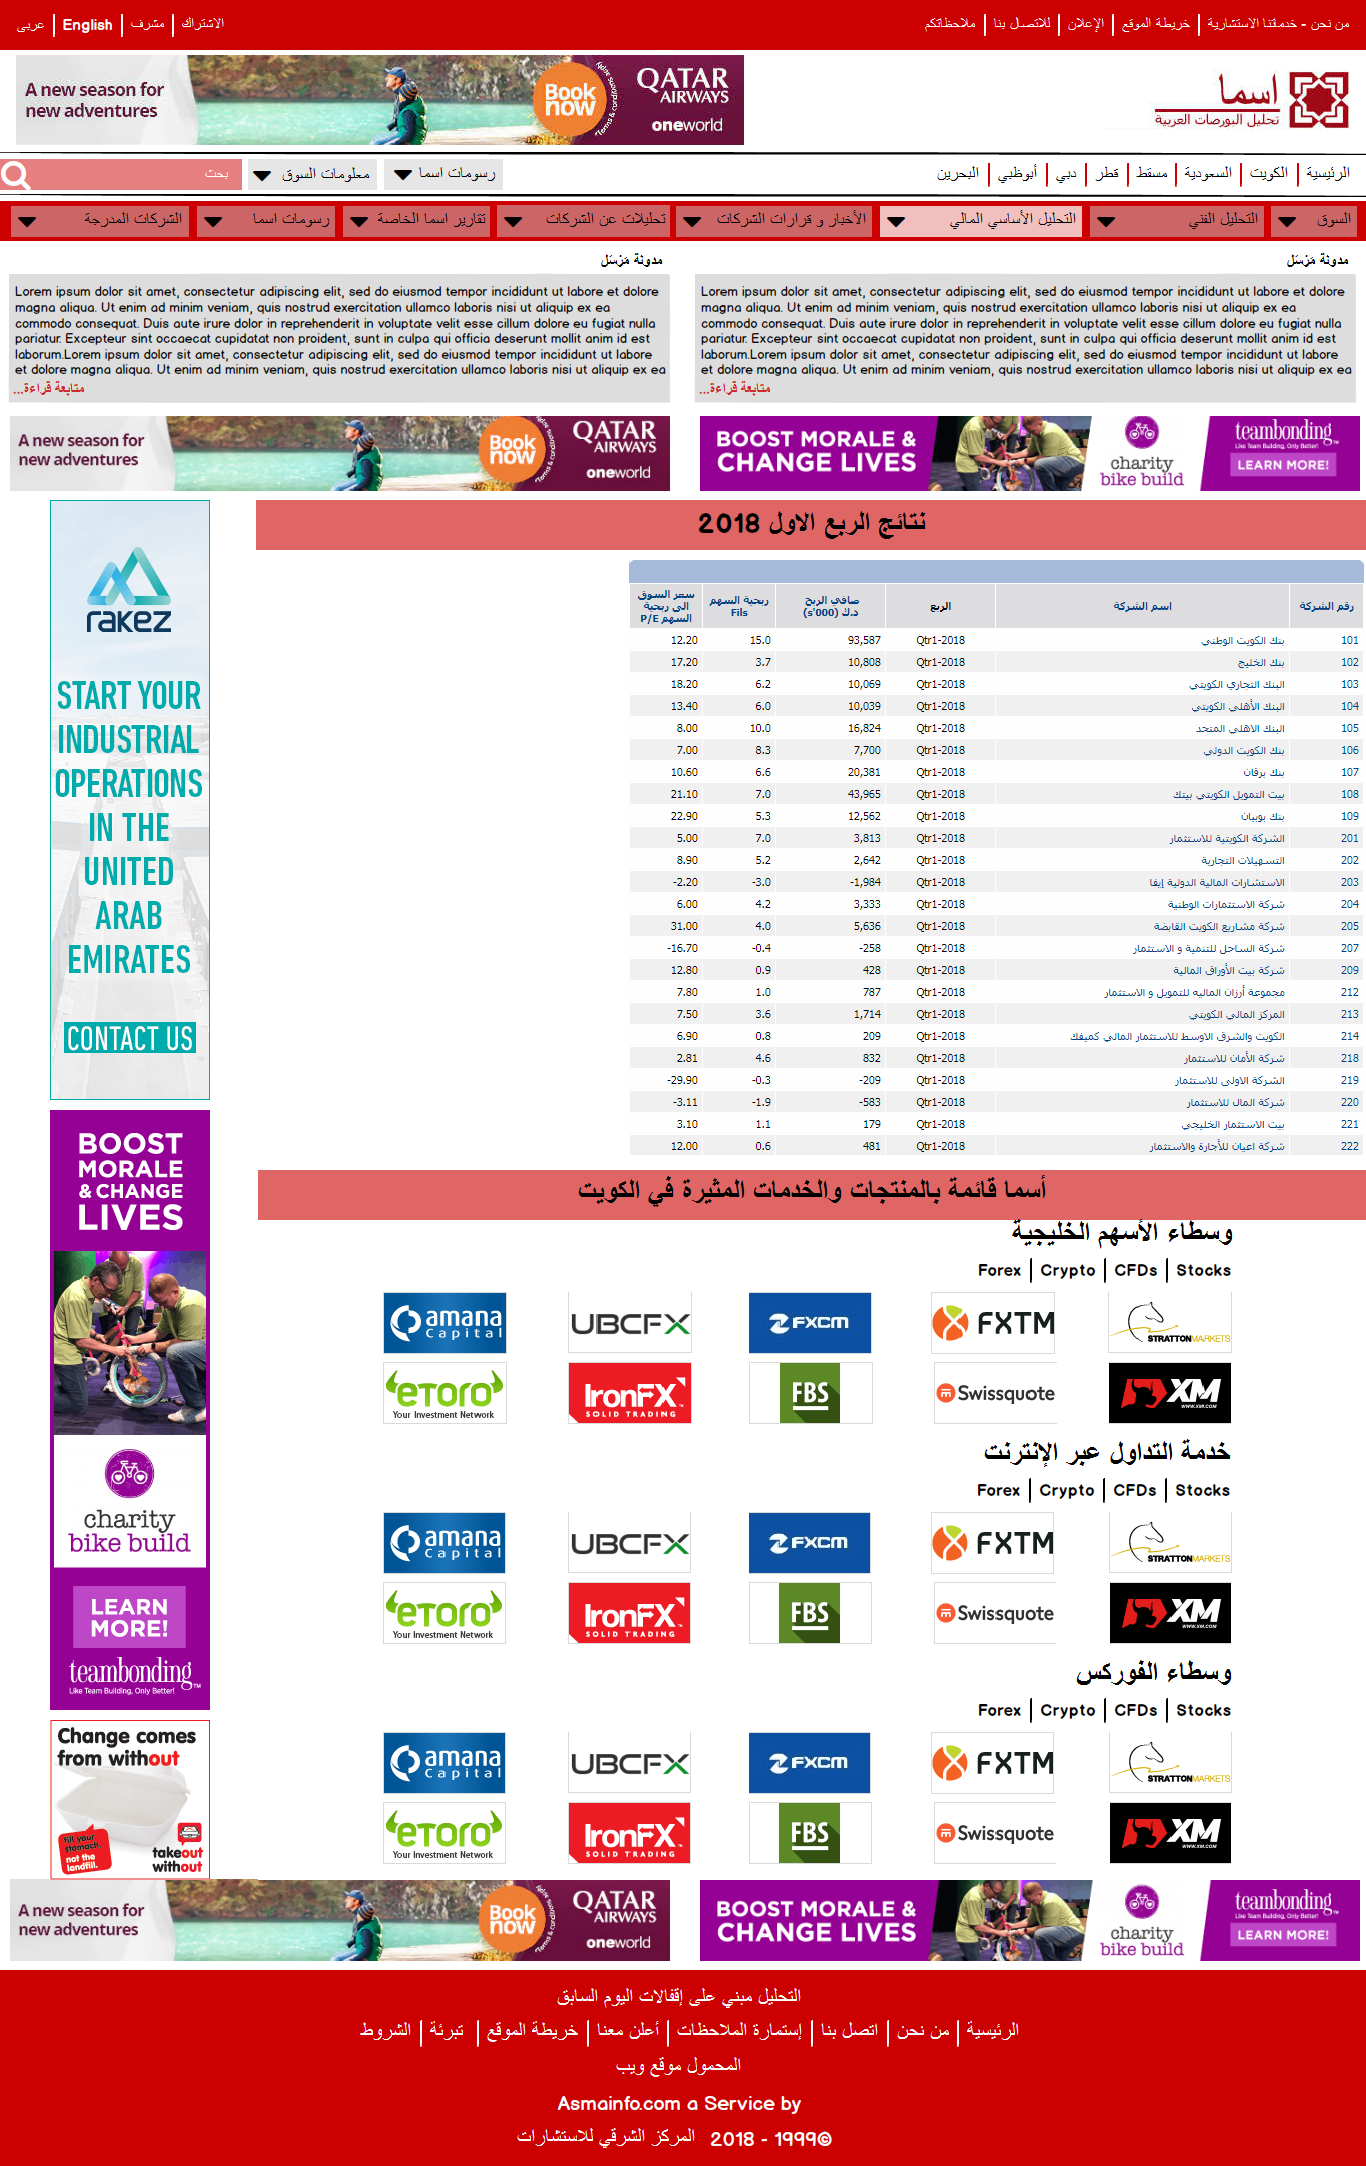 من نحن - خدمـاتنا الاستشارية | خريطة الموقع | الإعلان | للاتصال بنا | ملاحظاتكم
الاشتراك | مشرف | English | عربى
اسما
تحليل البورصات العربية
A new season for
new adventures
Book now
Terms & conditions apply
QATAR
AIRWAYS
oneworld
الرئيسية | الكويت | السعودية | مسقط | قطر | دبي | أبوظبي | البحرين
رسومات اسما
معلومات السوق
بحث
السوق
التحليل الفني
التحليل الأساسي المالي
الأخبار و قرارات الشركات
تحليلات عن الشركات
تقارير اسما الخاصة
رسومات اسما
الشركات المدرجة
مدونة مَرْسَل
Lorem ipsum dolor sit amet, consectetur adipiscing elit, sed do eiusmod tempor incididunt ut labore et dolore
magna aliqua. Ut enim ad minim veniam, quis nostrud exercitation ullamco laboris nisi ut aliquip ex ea
commodo consequat. Duis aute irure dolor in reprehenderit in voluptate velit esse cillum dolore eu fugiat nulla
pariatur. Excepteur sint occaecat cupidatat non proident, sunt in culpa qui officia deserunt mollit anim id est
laborum.Lorem ipsum dolor sit amet, consectetur adipiscing elit, sed do eiusmod tempor incididunt ut labore
et dolore magna aliqua. Ut enim ad minim veniam, quis nostrud exercitation ullamco laboris nisi ut aliquip ex ea
متابعة قراءة...
مدونة مَرْسَل
Lorem ipsum dolor sit amet, consectetur adipiscing elit, sed do eiusmod tempor incididunt ut labore et dolore
magna aliqua. Ut enim ad minim veniam, quis nostrud exercitation ullamco laboris nisi ut aliquip ex ea
commodo consequat. Duis aute irure dolor in reprehenderit in voluptate velit esse cillum dolore eu fugiat nulla
pariatur. Excepteur sint occaecat cupidatat non proident, sunt in culpa qui officia deserunt mollit anim id est
laborum.Lorem ipsum dolor sit amet, consectetur adipiscing elit, sed do eiusmod tempor incididunt ut labore
et dolore magna aliqua. Ut enim ad minim veniam, quis nostrud exercitation ullamco laboris nisi ut aliquip ex ea
متابعة قراءة...
BOOST MORALE &
CHANGE LIVES
charity
bike build
teambonding
Like Team Building, Only Better!
LEARN MORE!
A new season for
new adventures
Book now
QATAR
AIRWAYS
oneworld
نتائج الربع الاول 2018
رقم الشركة | اسم الشركة | الربع | صافي الربح د.ك (000's) | ربحية السهم Fils | سعر السوق الى ربحية السهم P/E
101 بنك الكويت الوطني Qtr1-2018 93,587 15.0 12.20
102 بنك الخليج Qtr1-2018 10,808 3.7 17.20
103 البنك التجاري الكويتي Qtr1-2018 10,069 6.2 18.20
104 البنك الأهلي الكويتي Qtr1-2018 10,039 6.0 13.40
105 البنك الاهلي المتحد Qtr1-2018 16,824 10.0 8.00
106 بنك الكويت الدولي Qtr1-2018 7,700 8.3 7.00
107 بنك برقان Qtr1-2018 20,381 6.6 10.60
108 بيت التمويل الكويتي بيتك Qtr1-2018 43,965 7.0 21.10
109 بنك بوبيان Qtr1-2018 12,562 5.3 22.90
201 الشركة الكويتية للاستثمار Qtr1-2018 3,813 7.0 5.00
202 التسهيلات التجارية Qtr1-2018 2,642 5.2 8.90
203 الاستشارات المالية الدولية إيفا Qtr1-2018 -1,984 -3.0 -2.20
204 شركة الاستثمارات الوطنية Qtr1-2018 3,333 4.2 6.00
205 شركة مشاريع الكويت القابضة Qtr1-2018 5,636 4.0 31.00
207 شركة الساحل للتنمية و الاستثمار Qtr1-2018 -258 -0.4 -16.70
209 شركة بيت الأوراق المالية Qtr1-2018 428 0.9 12.80
212 مجموعة أرزان الماليه للتمويل و الاستثمار Qtr1-2018 787 1.0 7.80
213 المركز المالي الكويتي Qtr1-2018 1,714 3.6 7.50
214 الكويت والشرق الاوسط للاستثمار المالي كميفك Qtr1-2018 209 0.8 6.90
218 شركة الأمان للاستثمار Qtr1-2018 832 4.6 2.81
219 الشركة الاولى للاستثمار Qtr1-2018 -209 -0.3 -29.90
220 شركة المال للاستثمار Qtr1-2018 -583 -1.9 -3.11
221 بيت الاستثمار الخليجي Qtr1-2018 179 1.1 3.10
222 شركة اعيان للأجارة والاستثمار Qtr1-2018 481 0.6 12.00
rakez
START YOUR
INDUSTRIAL
OPERATIONS
IN THE
UNITED
ARAB
EMIRATES
CONTACT US
BOOST
MORALE
& CHANGE
LIVES
charity
bike build
LEARN
MORE!
teambonding
Like Team Building, Only Better!
Change comes
from without
fill your
stomach,
not the
landfill.
takeout
without
أسما قائمة بالمنتجات والخدمات المثيرة في الكويت
وسطاء الأسهم الخليجية
Forex | Crypto | CFDs | Stocks
amana Capital
UBCFX
FXCM
FXTM
STRATTONMARKETS
eToro Your Investment Network
IronFX SOLID TRADING
FBS
Swissquote
XM WWW.XM.COM
خدمة التداول عبر الإنترنت
Forex | Crypto | CFDs | Stocks
amana Capital
UBCFX
FXCM
FXTM
STRATTONMARKETS
eToro Your Investment Network
IronFX SOLID TRADING
FBS
Swissquote
XM WWW.XM.COM
وسطاء الفوركس
Forex | Crypto | CFDs | Stocks
amana Capital
UBCFX
FXCM
FXTM
STRATTONMARKETS
eToro Your Investment Network
IronFX SOLID TRADING
FBS
Swissquote
XM WWW.XM.COM
A new season for
new adventures
Book now
QATAR
AIRWAYS
oneworld
BOOST MORALE &
CHANGE LIVES
charity
bike build
teambonding
Like Team Building, Only Better!
LEARN MORE!
التحليل مبني على إقفالات اليوم السابق
الرئيسية | من نحن | اتصل بنا | إستمارة الملاحظات | أعلن معنا | خريطة الموقع | تبرئة | الشروط
المحمول موقع ويب
Asmainfo.com a Service by
©1999 - 2018 المركز الشرقي للاستشارات